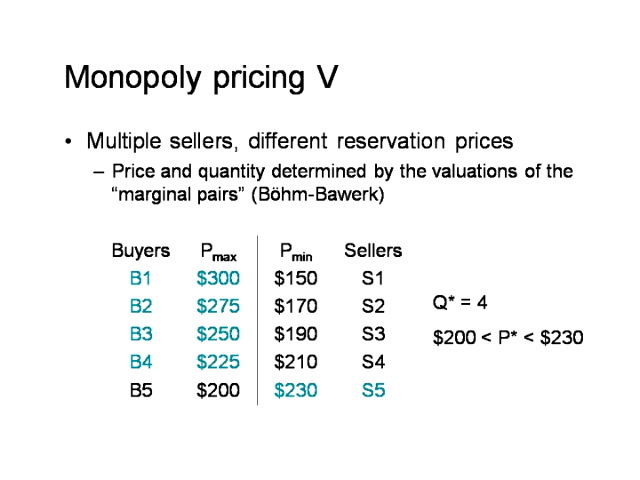 Monopoly pricing V
• Multiple sellers, different reservation prices
– Price and quantity determined by the valuations of the
“marginal pairs” (Böhm-Bawerk)
Buyers Pmax Pmin Sellers
B1 $300 $150 S1
B2 $275 $170 S2
B3 $250 $190 S3
B4 $225 $210 S4
B5 $200 $230 S5
Q* = 4
$200 < P* < $230